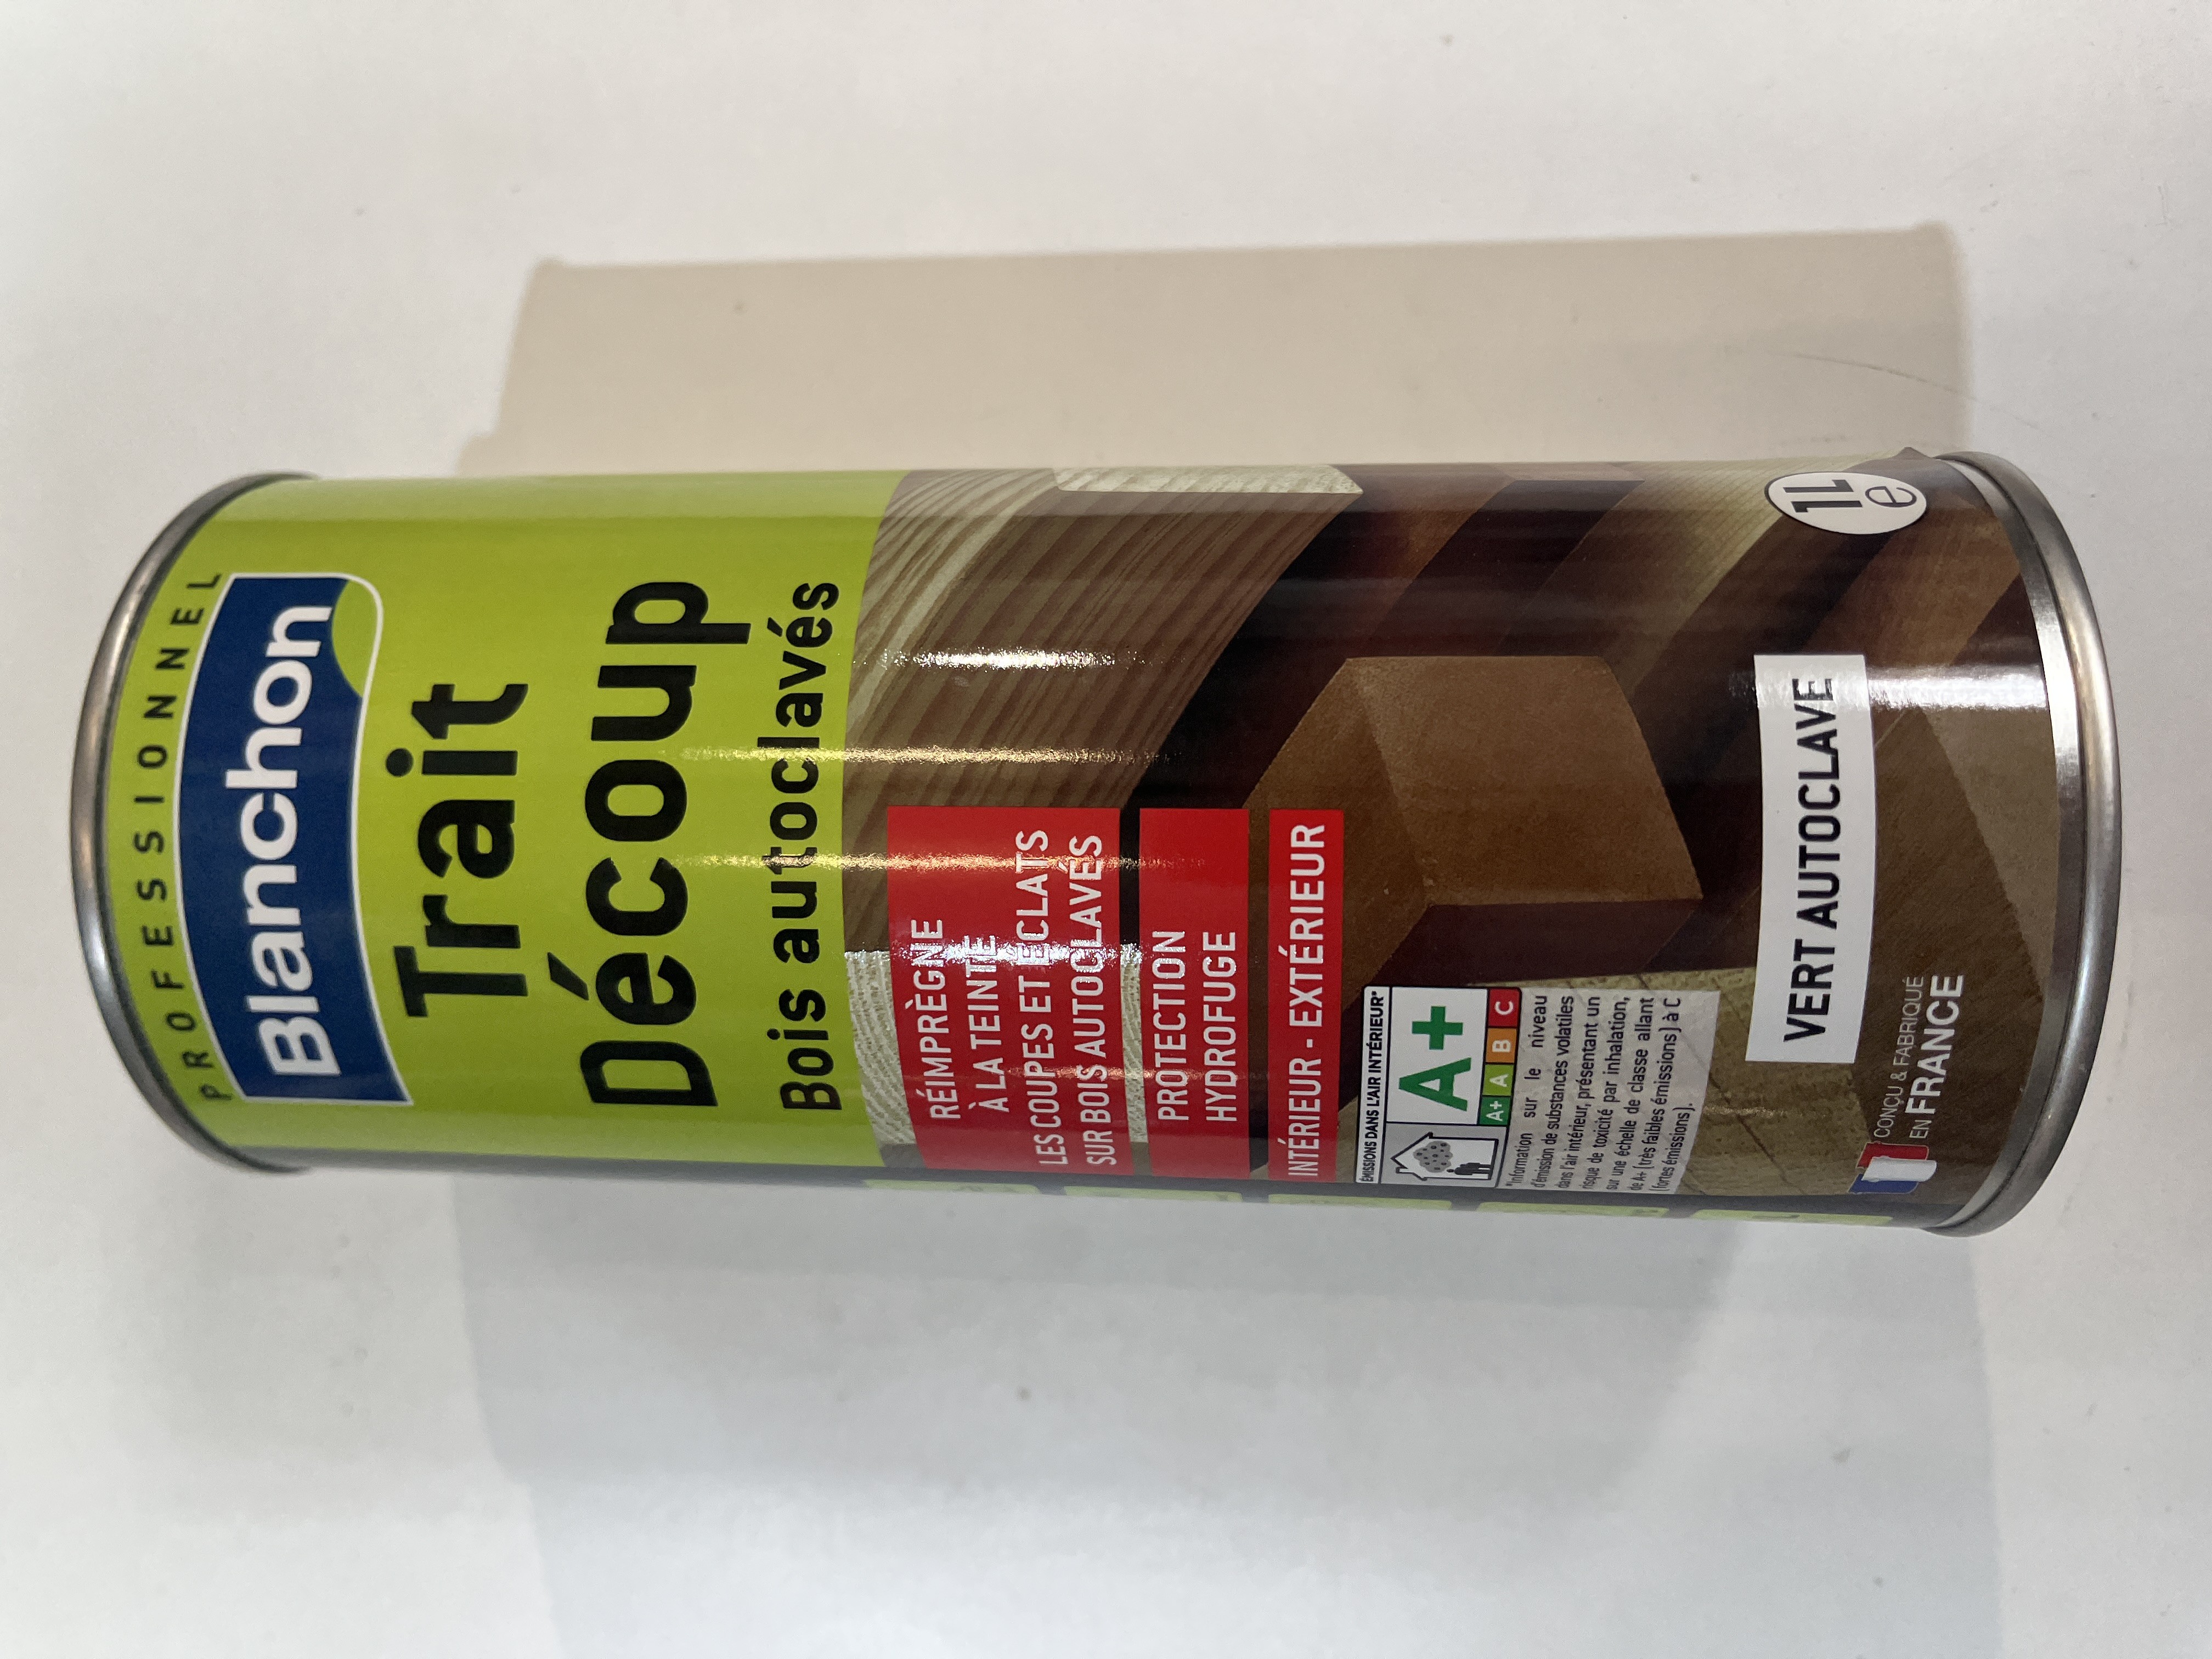 PROFESSIONNEL
Blanchon
Trait
Découp
Bois autoclavés
RÉIMPRÈGNE
À LA TEINTE
LES COUPES ET ÉCLATS
SUR BOIS AUTOCLAVÉS
PROTECTION
HYDROFUGE
INTÉRIEUR - EXTÉRIEUR
ÉMISSIONS DANS L'AIR INTÉRIEUR*
A+
A+ A B C
*Information sur le niveau
d'émission de substances volatiles
dans l'air intérieur, présentant un
risque de toxicité par inhalation,
sur une échelle de classe allant
de A+ (très faibles émissions) à C
(fortes émissions).
VERT AUTOCLAVE
CONÇU & FABRIQUÉ
EN FRANCE
1L
e